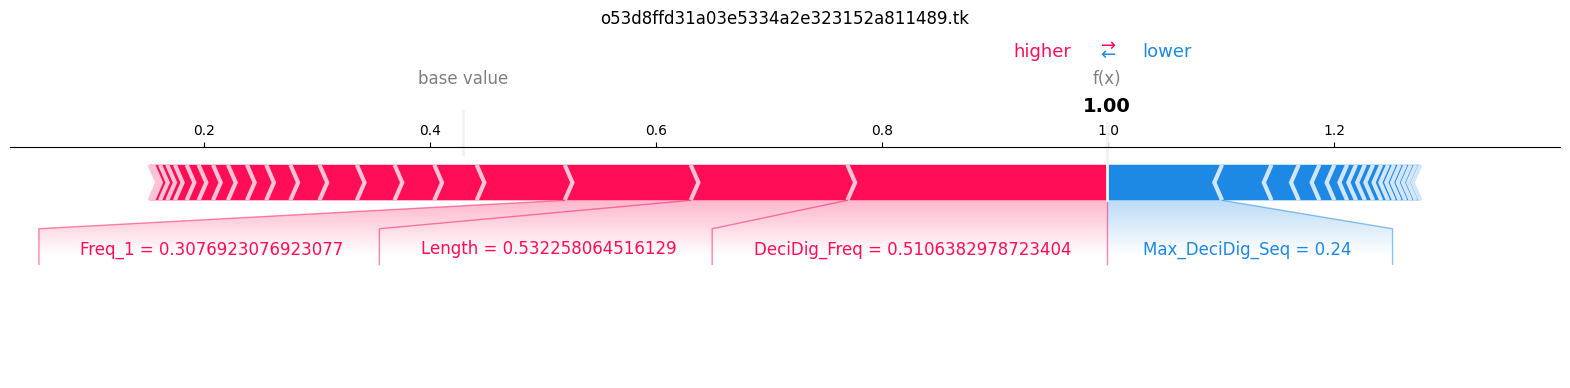 o53d8ffd31a03e5334a2e323152a811489.tk
higher → ← lower
base value f(x)
1.00
0.2 0.4 0.6 0.8 1.0 1.2
Freq_1 = 0.3076923076923077 Length = 0.532258064516129 DeciDig_Freq = 0.5106382978723404 Max_DeciDig_Seq = 0.24